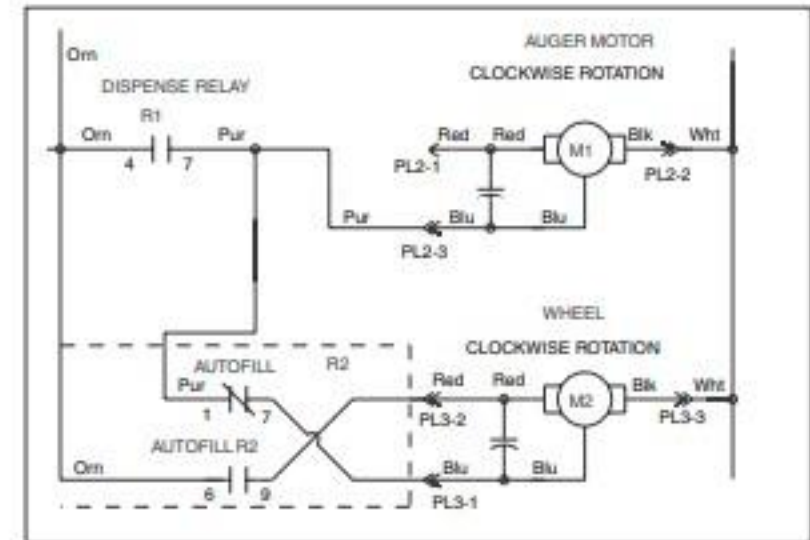 Orn
AUGER MOTOR
CLOCKWISE ROTATION
DISPENSE RELAY
R1
Orn
Pur
4
7
Red
Red
M1
Blk
Wht
PL2-1
PL2-2
Pur
Blu
Blu
PL2-3
WHEEL
CLOCKWISE ROTATION
AUTOFILL
R2
Pur
1
7
Red
Red
M2
Blk
Wht
PL3-2
PL3-3
AUTOFILL R2
Orn
6
9
Blu
Blu
PL3-1